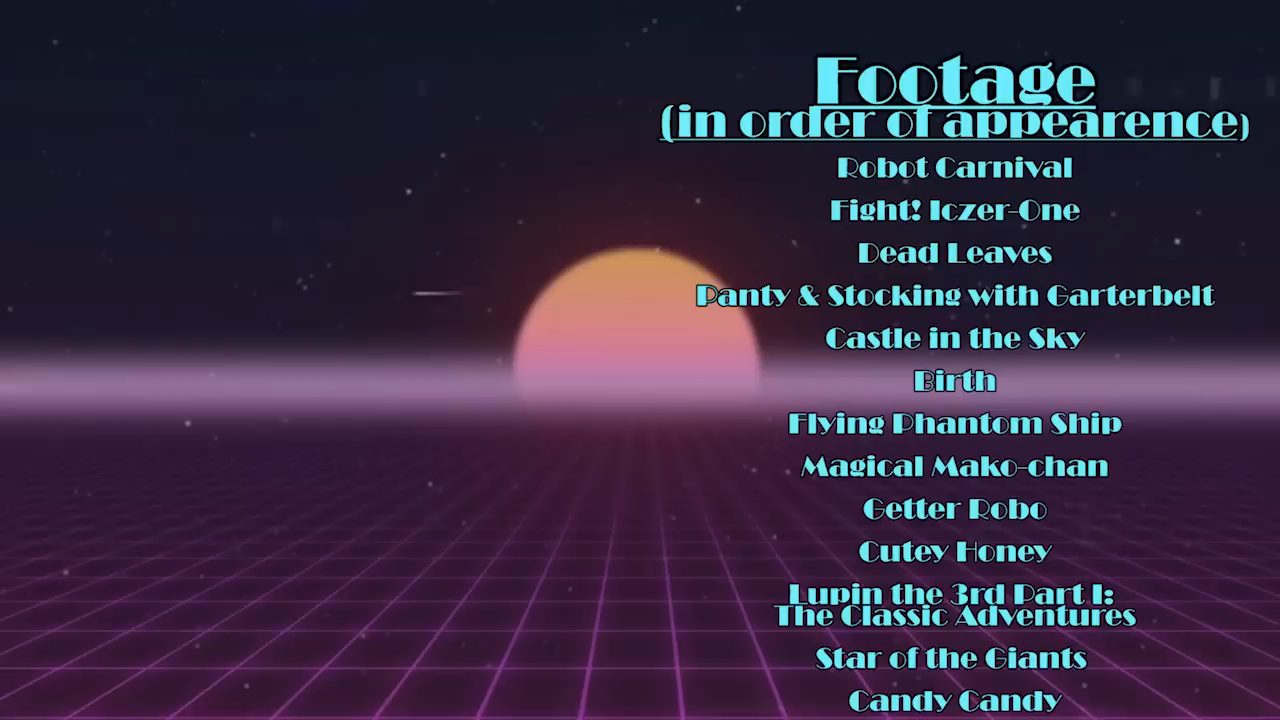 Footage
(in order of appearence)
Robot Carnival
Fight! Iczer-One
Dead Leaves
Panty & Stocking with Garterbelt
Castle in the Sky
Birth
Flying Phantom Ship
Magical Mako-chan
Getter Robo
Cutey Honey
Lupin the 3rd Part I:
The Classic Adventures
Star of the Giants
Candy Candy